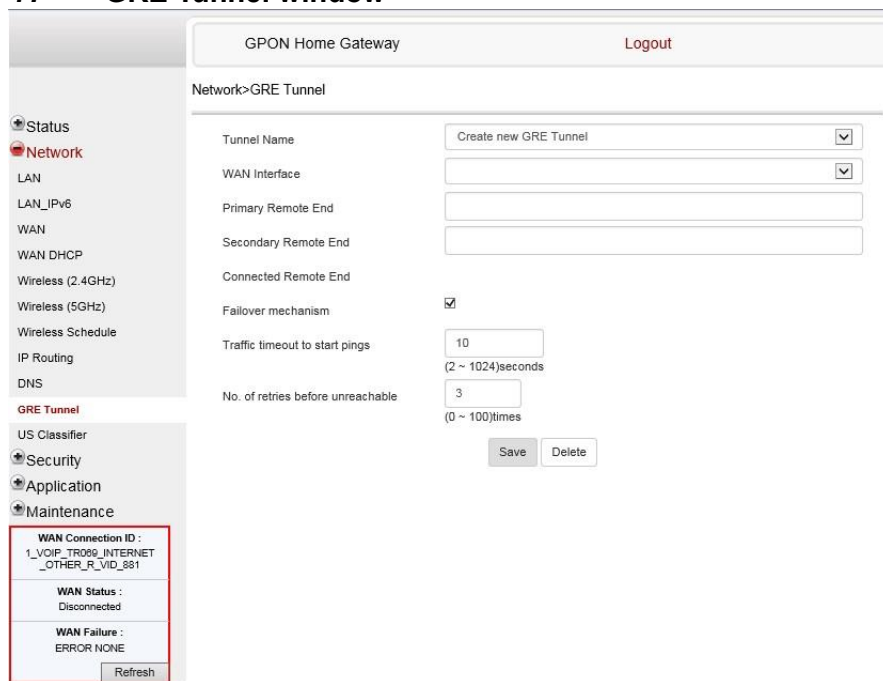 GPON Home Gateway
Logout
Network>GRE Tunnel
Status
Network
LAN
LAN_IPv6
WAN
WAN DHCP
Wireless (2.4GHz)
Wireless (5GHz)
Wireless Schedule
IP Routing
DNS
GRE Tunnel
US Classifier
Security
Application
Maintenance
WAN Connection ID :
1_VOIP_TR069_INTERNET
_OTHER_R_VID_881
WAN Status :
Disconnected
WAN Failure :
ERROR NONE
Refresh
Tunnel Name
Create new GRE Tunnel
WAN Interface
Primary Remote End
Secondary Remote End
Connected Remote End
Failover mechanism
Traffic timeout to start pings
10
(2 ~ 1024)seconds
No. of retries before unreachable
3
(0 ~ 100)times
Save
Delete